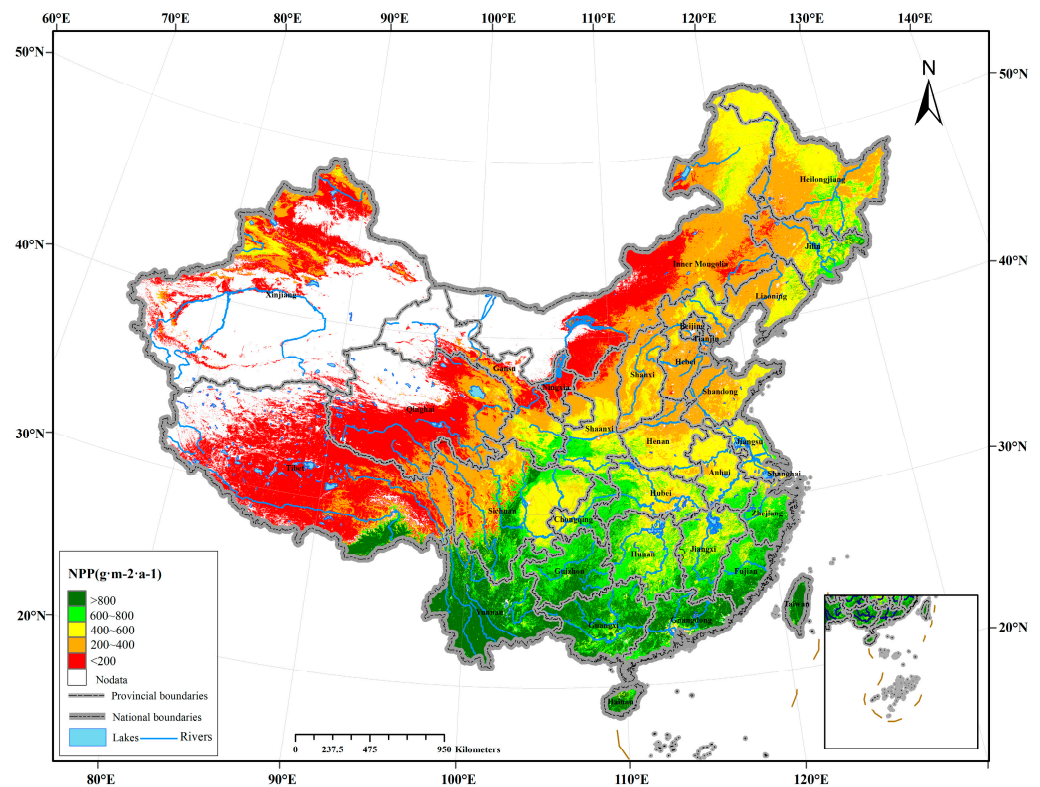 60°E 70°E 80°E 90°E 100°E 110°E 120°E 130°E 140°E
50°N
50°N
N
Heilongjiang
40°N
Jilin
40°N
Inner Mongolia
Xinjiang
Liaoning
Beijing
Tianjin
Hebei
Gansu
Shanxi
Ningxia
Shandong
Qinghai
Shaanxi
30°N
Henan
Jiangsu
30°N
Tibet
Anhui
Shanghai
Hubei
Sichuan
Chongqing
Zhejiang
Hunan
Jiangxi
Guizhou
Fujian
Yunnan
Taiwan
Guangxi
Guangdong
20°N
20°N
Hainan
NPP(g·m-2·a-1)
>800
600~800
400~600
200~400
<200
Nodata
Provincial boundaries
National boundaries
Lakes
Rivers
0 237.5 475 950 Kilometers
80°E 90°E 100°E 110°E 120°E